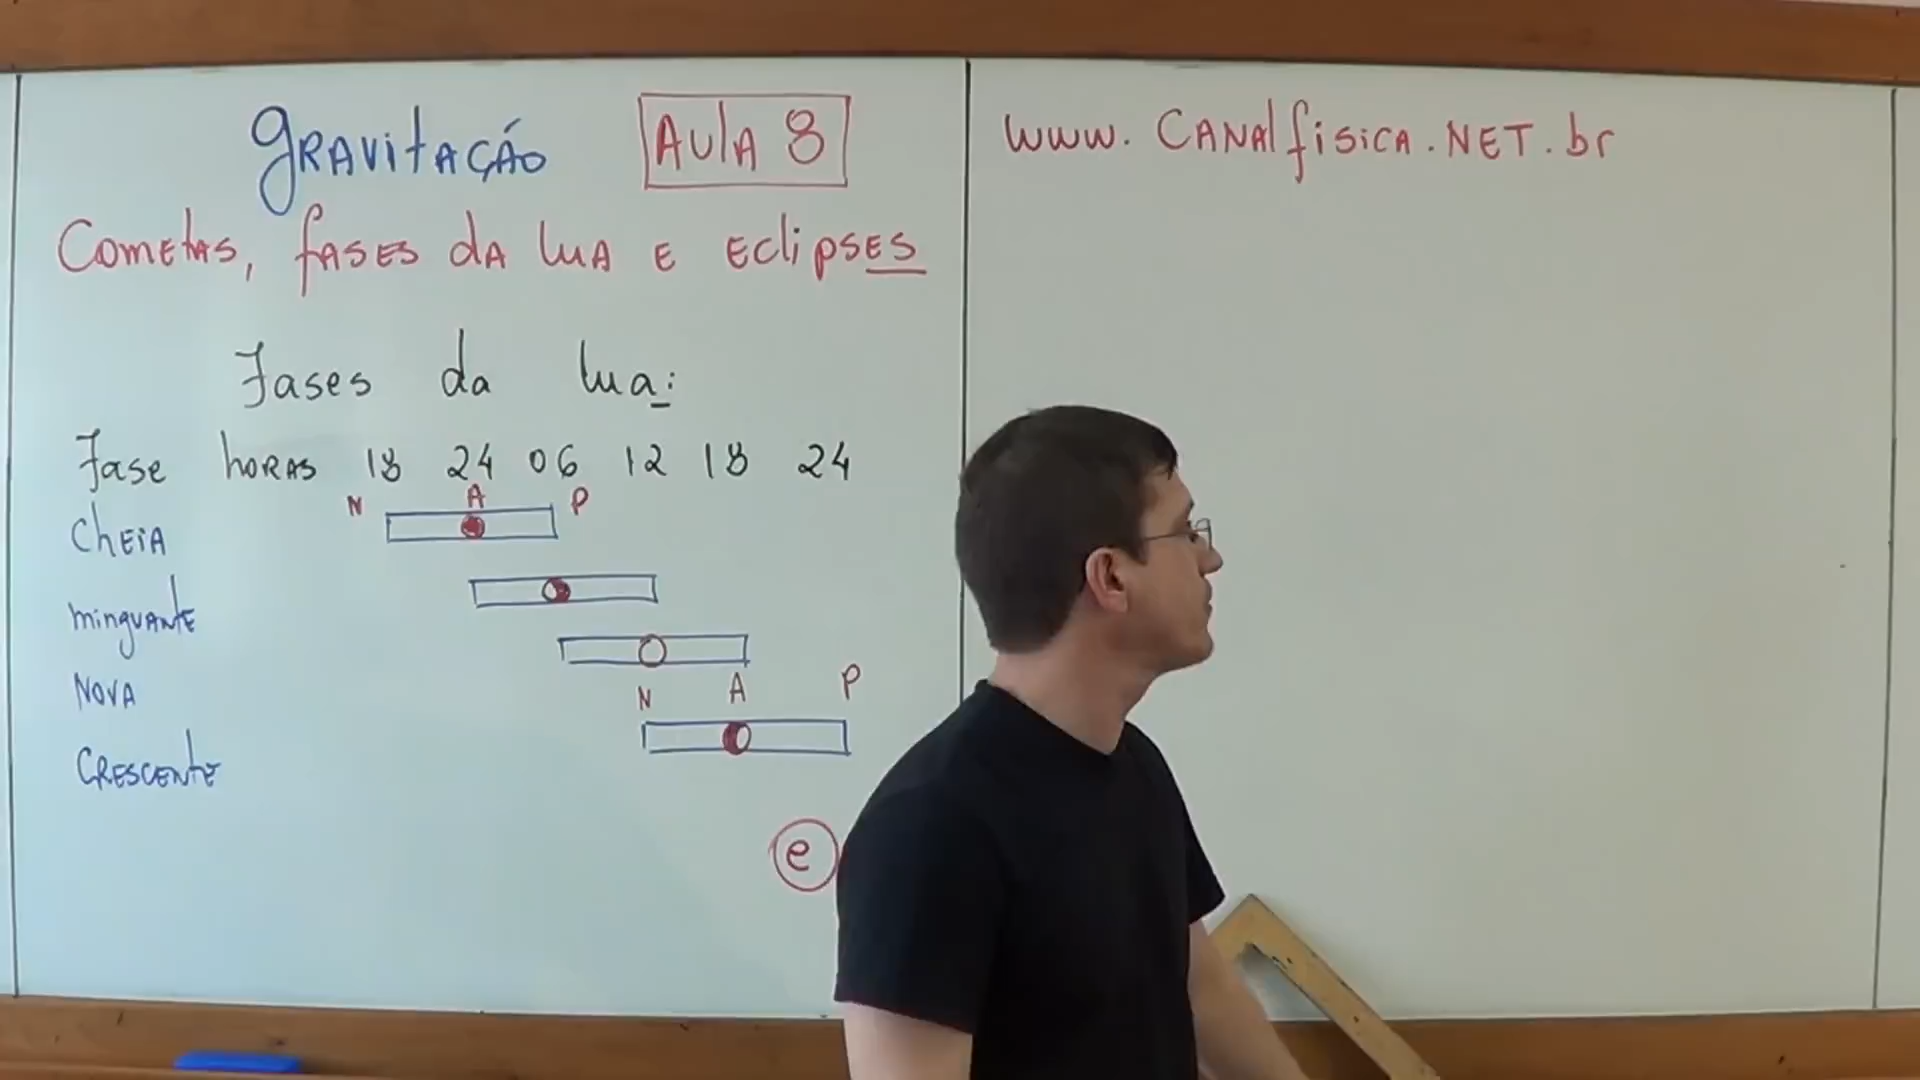 gravitação Aula 8
www.Canalfisica.NET.br
Cometas, fases da lua e eclipses
Fases da lua:
Fase horas 18 24 06 12 18 24
N A P
Cheia
minguante
Nova
N A P
Crescente
e